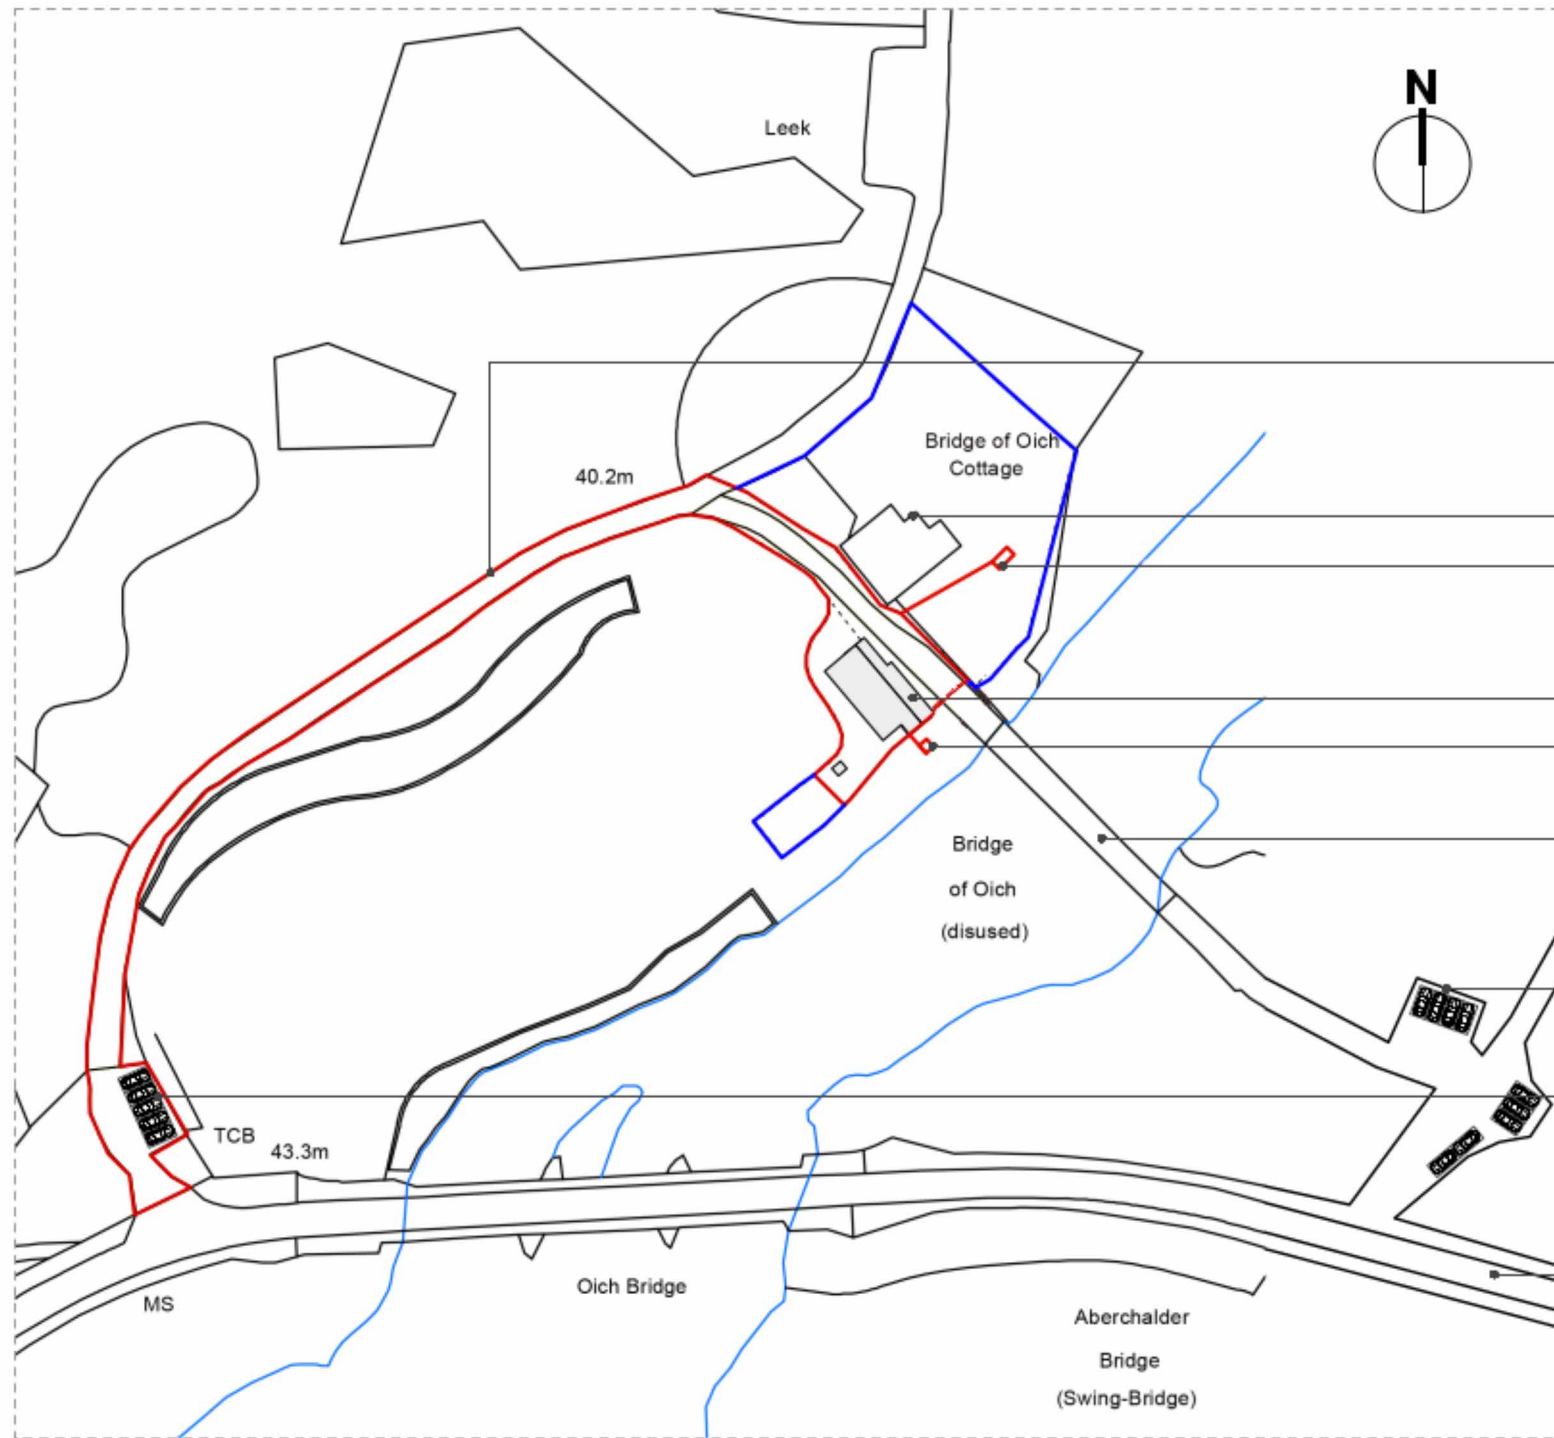 N
Leek
Bridge of Oich
Cottage
40.2m
Bridge
of Oich
(disused)
TCB
43.3m
Oich Bridge
MS
Aberchalder
Bridge
(Swing-Bridge)